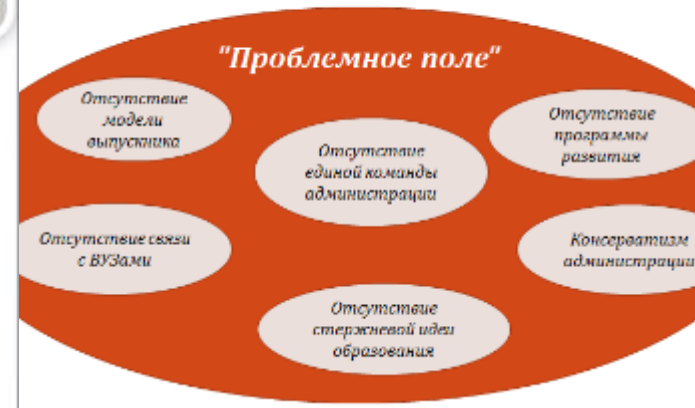 "Проблемное поле"
Отсутствие
модели
выпускника
Отсутствие
единой команды
администрации
Отсутствие
программы
развития
Отсутствие связи
с ВУЗами
Консерватизм
администрации
Отсутствие
стержневой идеи
образования